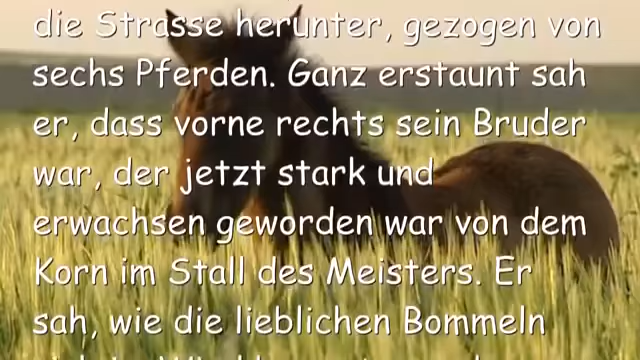 die Strasse herunter, gezogen von
sechs Pferden. Ganz erstaunt sah
er, dass vorne rechts sein Bruder
war, der jetzt stark und
erwachsen geworden war von dem
Korn im Stall des Meisters. Er
sah, wie die lieblichen Bommeln